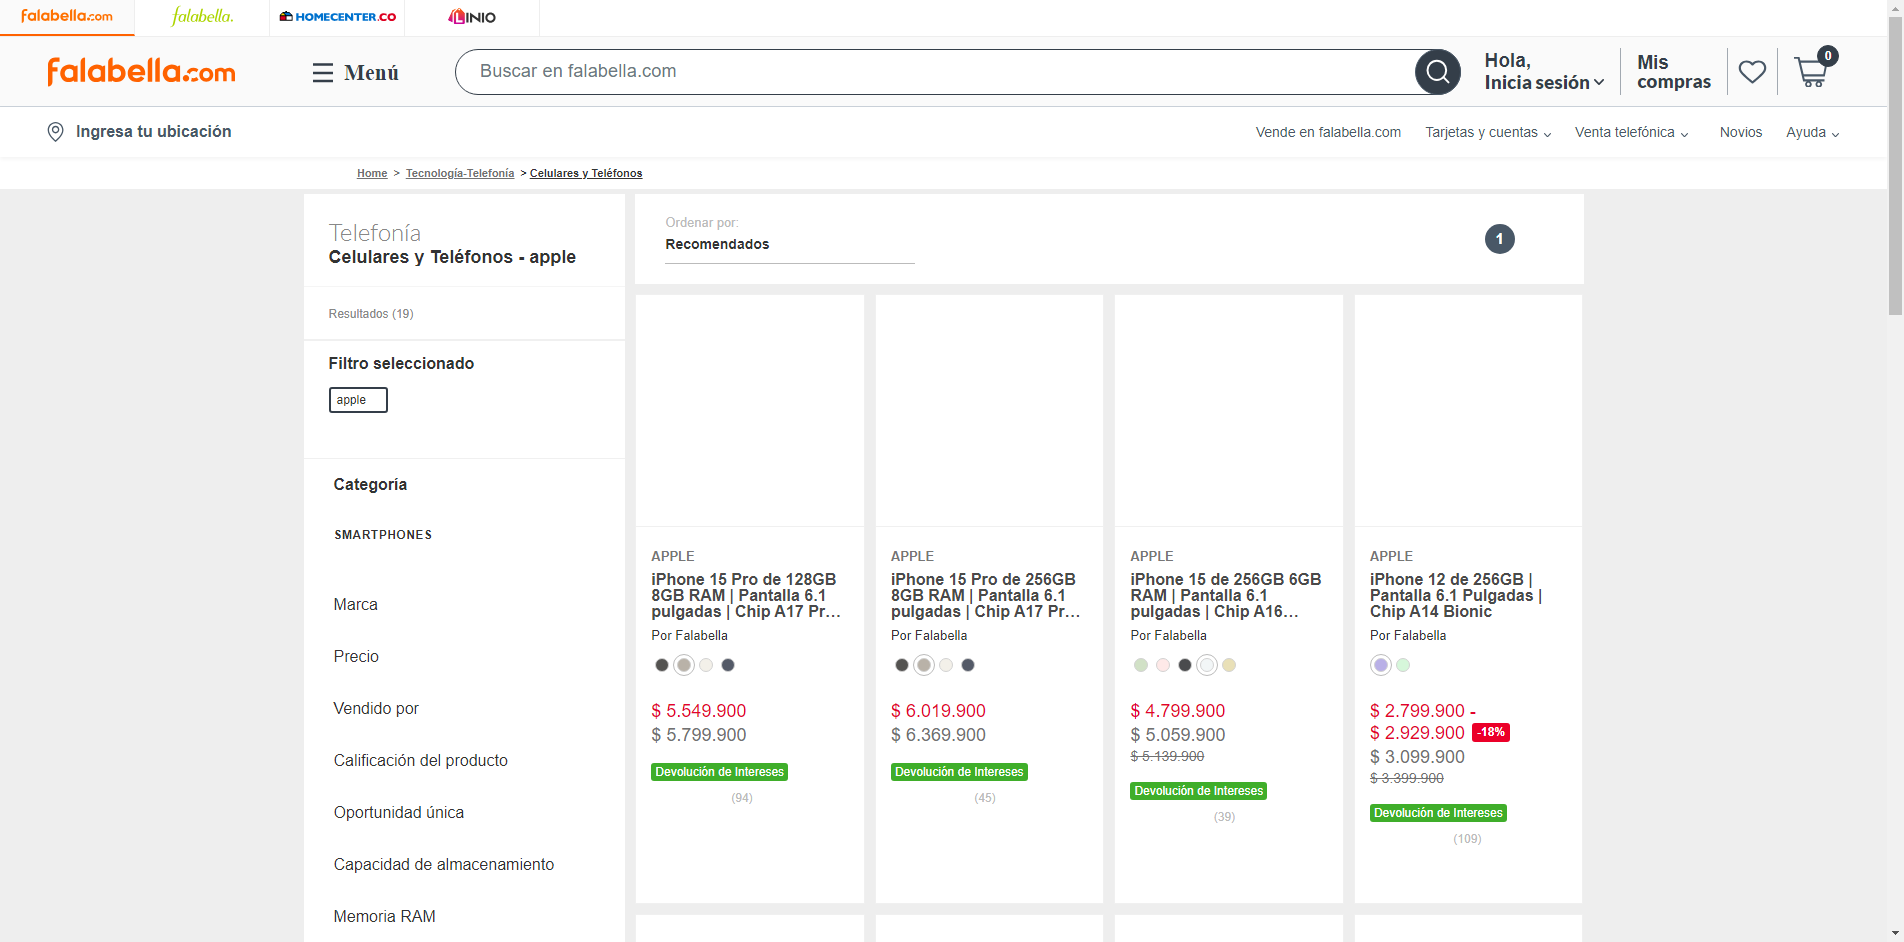 falabella.com
falabella.
HOMECENTER.CO
LINIO
falabella.com
Menú
Buscar en falabella.com
Hola,
Inicia sesión
Mis
compras
0
Ingresa tu ubicación
Vende en falabella.com
Tarjetas y cuentas
Venta telefónica
Novios
Ayuda
Home > Tecnología-Telefonía > Celulares y Teléfonos
Telefonía
Celulares y Teléfonos - apple
Resultados (19)
Filtro seleccionado
apple
Categoría
SMARTPHONES
Marca
Precio
Vendido por
Calificación del producto
Oportunidad única
Capacidad de almacenamiento
Memoria RAM
Ordenar por:
Recomendados
1
APPLE
iPhone 15 Pro de 128GB
8GB RAM | Pantalla 6.1
pulgadas | Chip A17 Pr...
Por Falabella
$ 5.549.900
$ 5.799.900
Devolución de Intereses
(94)
APPLE
iPhone 15 Pro de 256GB
8GB RAM | Pantalla 6.1
pulgadas | Chip A17 Pr...
Por Falabella
$ 6.019.900
$ 6.369.900
Devolución de Intereses
(45)
APPLE
iPhone 15 de 256GB 6GB
RAM | Pantalla 6.1
pulgadas | Chip A16...
Por Falabella
$ 4.799.900
$ 5.059.900
$ 5.139.900
Devolución de Intereses
(39)
APPLE
iPhone 12 de 256GB |
Pantalla 6.1 Pulgadas |
Chip A14 Bionic
Por Falabella
$ 2.799.900 -
$ 2.929.900 -18%
$ 3.099.900
$ 3.399.900
Devolución de Intereses
(109)